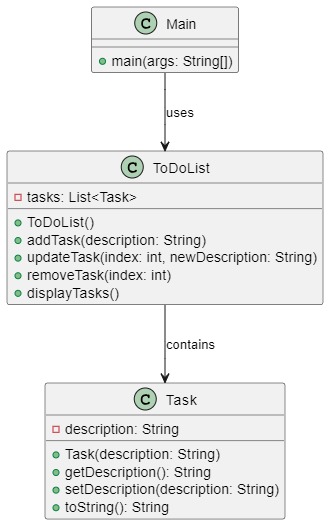 C Main
main(args: String[])
uses
C ToDoList
tasks: List<Task>
ToDoList()
addTask(description: String)
updateTask(index: int, newDescription: String)
removeTask(index: int)
displayTasks()
contains
C Task
description: String
Task(description: String)
getDescription(): String
setDescription(description: String)
toString(): String